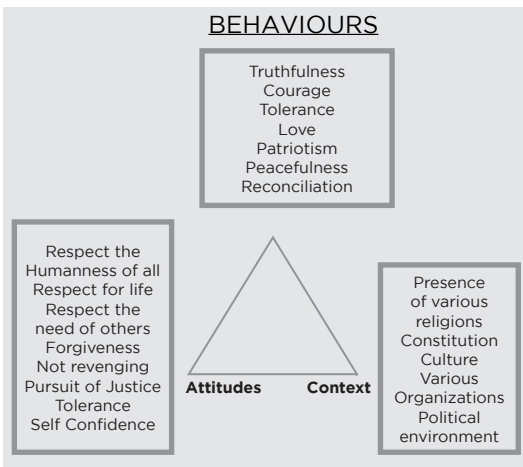 BEHAVIOURS
Truthfulness
Courage
Tolerance
Love
Patriotism
Peacefulness
Reconciliation
Respect the
Humanness of all
Respect for life
Respect the
need of others
Forgiveness
Not revenging
Pursuit of Justice
Tolerance
Self Confidence
Attitudes
Context
Presence
of various
religions
Constitution
Culture
Various
Organizations
Political
environment